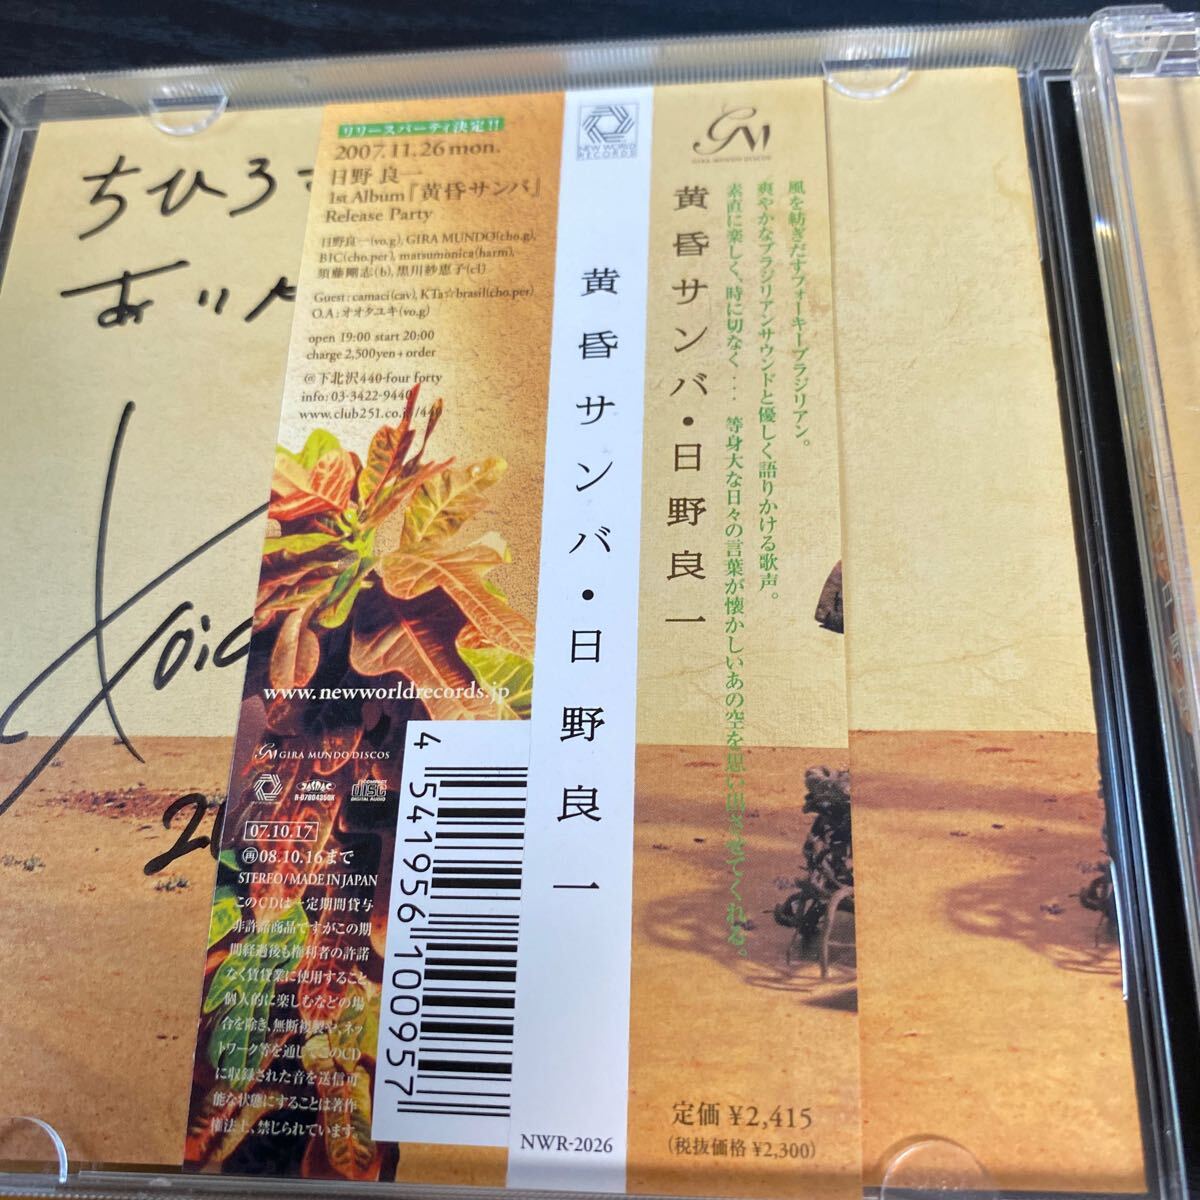 ちひろ
あり
リリースパーティ決定!!
2007.11.26 mon.
日野 良一
1st Album『黄昏サンバ』
Release Party
日野良一(vo.g), GIRA MUNDO(cho.g),
BIC(cho.per), matsumonica(harm),
須藤剛志(b), 黒川紗恵子(cl)
Guest : camaci(cav), KTa☆brasil(cho.per)
O.A : オオタユキ(vo.g)
open 19:00 start 20:00
charge 2,500yen+order
@下北沢440-four forty
info: 03-3422-9440
www.club251.co.jp/440
www.newworldrecords.jp
GM GIRA MUNDO DISCOS
JASRAC
R-0780435OX
COMPACT
disc
DIGITAL AUDIO
07.10.17
再08.10.16まで
STEREO/MADE IN JAPAN
このCDは一定期間貸与
非許諾商品ですがこの期
間経過後も権利者の許諾
なく賃貸業に使用すること、
個人的に楽しむなどの場
合を除き、無断複製や、ネッ
トワーク等を通じてこのCD
に収録された音を送信可
能な状態にすることは著作
権法上、禁じられています。
4 541956 100957
NEW WORLD
RECORDS
黄昏サンバ・日野良一
NWR-2026
GM
GIRA MUNDO DISCOS
風を紡ぎだすフォーキーブラジリアン。
爽やかなブラジリアンサウンドと優しく語りかける歌声。
素直に楽しく、時に切なく... 等身大な日々の言葉が懐かしいあの空を思い出させてくれる。
黄昏サンバ・日野良一
定価 ¥2,415
(税抜価格 ¥2,300)